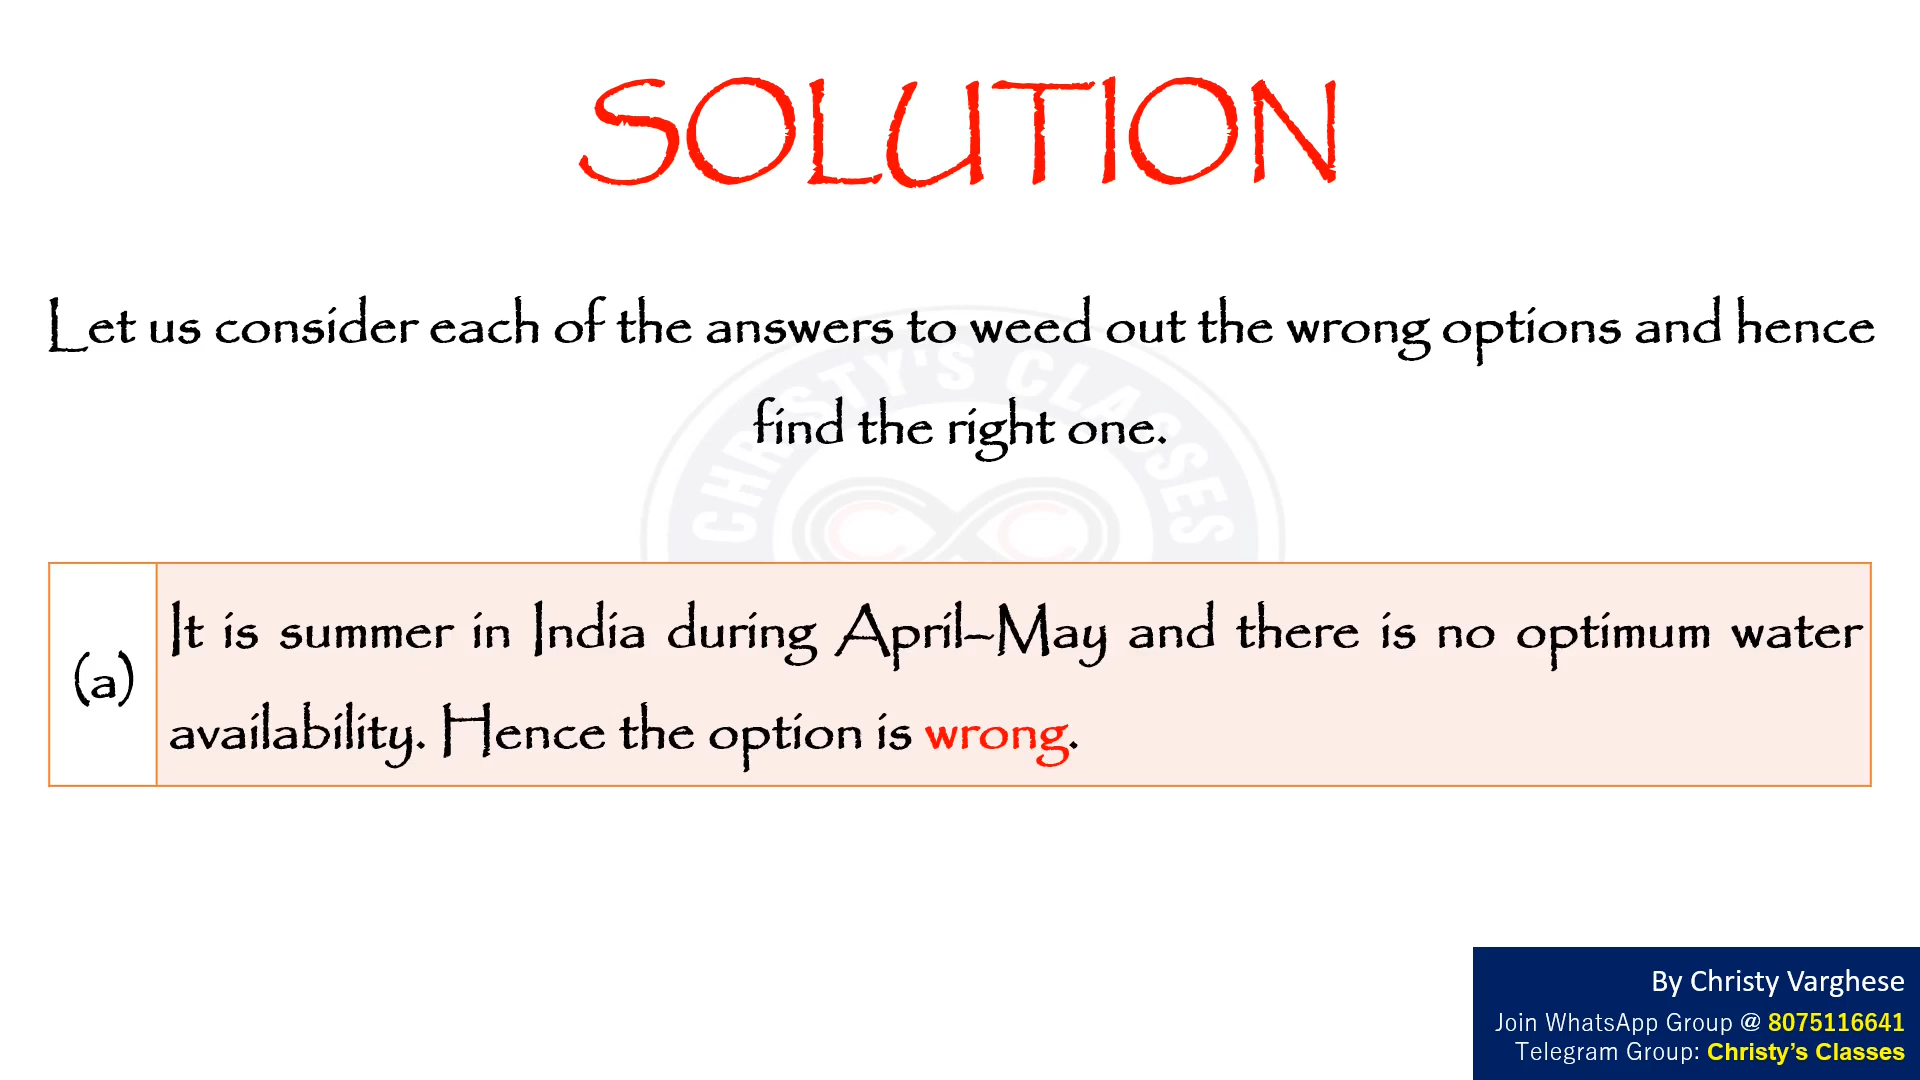 SOLUTION
Let us consider each of the answers to weed out the wrong options and hence
find the right one.
CHRISTY'S CLASSES
(a)
It is summer in India during April–May and there is no optimum water
availability. Hence the option is wrong.
By Christy Varghese
Join WhatsApp Group @ 8075116641
Telegram Group: Christy's Classes